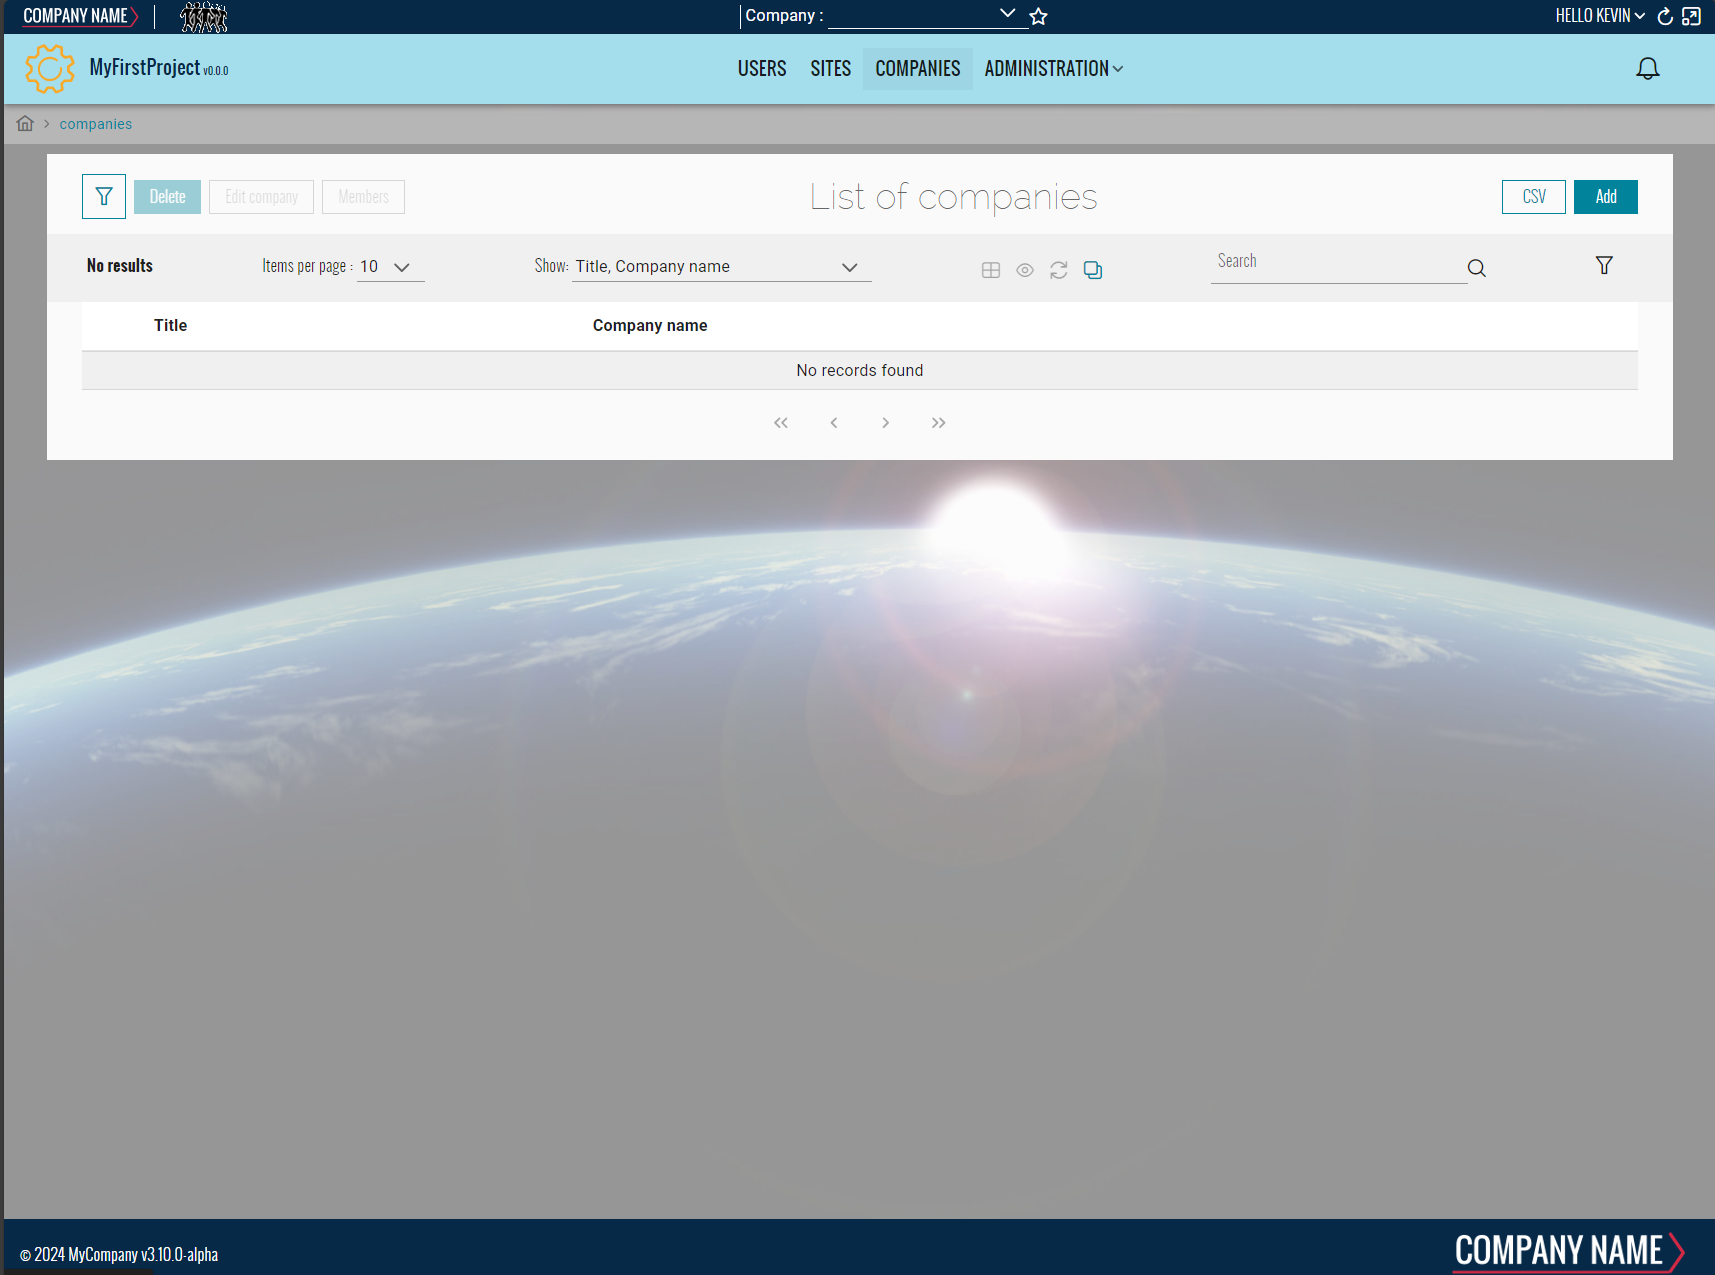 COMPANY NAME
Company :
HELLO KEVIN
MyFirstProject v0.0.0
USERS SITES COMPANIES ADMINISTRATION
companies
Delete Edit company Members
List of companies
CSV Add
No results
Items per page : 10
Show: Title, Company name
Search
Title Company name
No records found
© 2024 MyCompany v3.10.0-alpha
COMPANY NAME